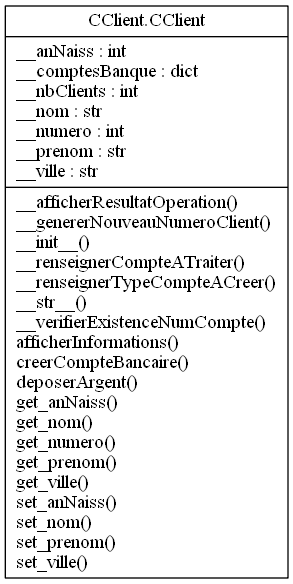 CClient.CClient
__anNaiss : int
__comptesBanque : dict
__nbClients : int
__nom : str
__numero : int
__prenom : str
__ville : str
__afficherResultatOperation()
__genererNouveauNumeroClient()
__init__()
__renseignerCompteATraiter()
__renseignerTypeCompteACreer()
__str__()
__verifierExistenceNumCompte()
afficherInformations()
creerCompteBancaire()
deposerArgent()
get_anNaiss()
get_nom()
get_numero()
get_prenom()
get_ville()
set_anNaiss()
set_nom()
set_prenom()
set_ville()